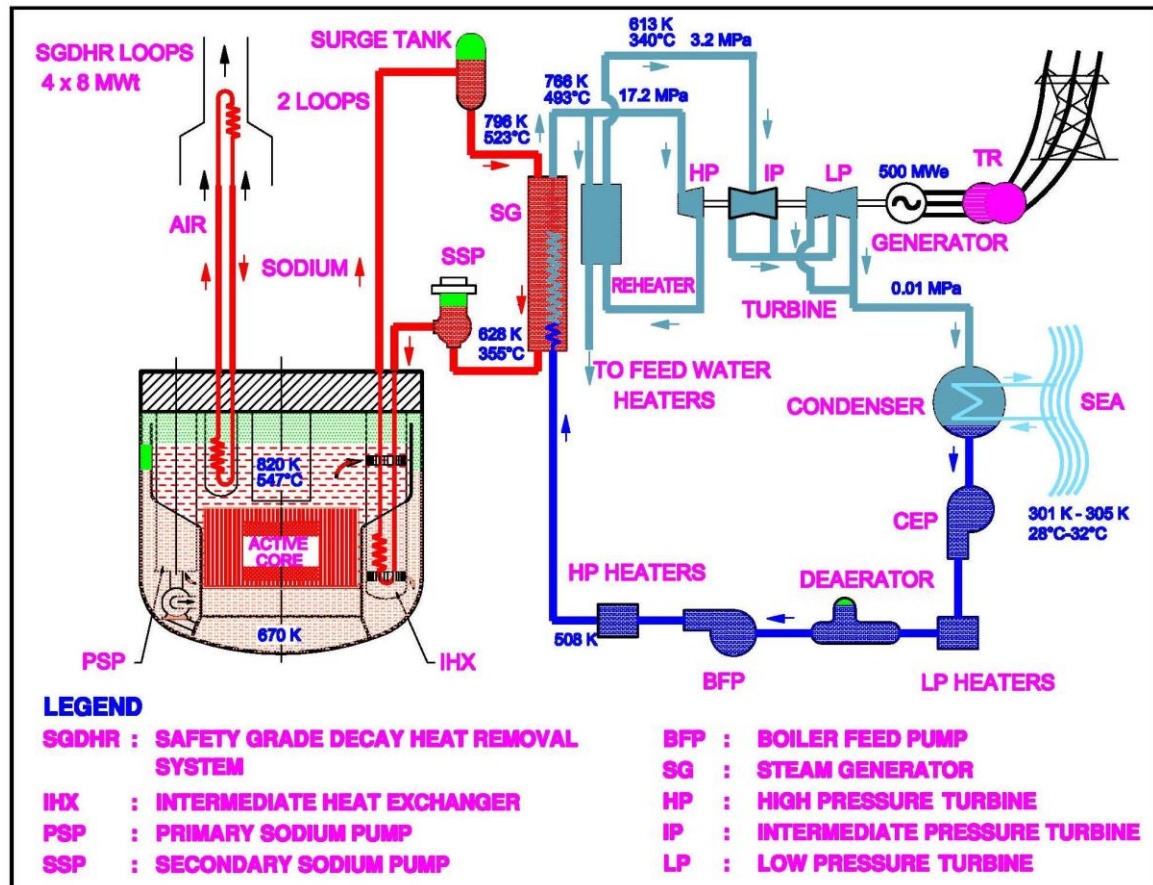 SGDHR LOOPS
4 x 8 MWt
SURGE TANK
2 LOOPS
613 K
340°C
3.2 MPa
766 K
493°C
17.2 MPa
796 K
523°C
HP
IP
LP
500 MWe
TR
GENERATOR
SG
AIR
SODIUM
SSP
REHEATER
TURBINE
0.01 MPa
628 K
355°C
TO FEED WATER
HEATERS
CONDENSER
SEA
820 K
547°C
ACTIVE
CORE
CEP
301 K - 305 K
28°C-32°C
HP HEATERS
DEAERATOR
508 K
670 K
PSP
IHX
BFP
LP HEATERS
LEGEND
SGDHR : SAFETY GRADE DECAY HEAT REMOVAL
SYSTEM
IHX : INTERMEDIATE HEAT EXCHANGER
PSP : PRIMARY SODIUM PUMP
SSP : SECONDARY SODIUM PUMP
BFP : BOILER FEED PUMP
SG : STEAM GENERATOR
HP : HIGH PRESSURE TURBINE
IP : INTERMEDIATE PRESSURE TURBINE
LP : LOW PRESSURE TURBINE